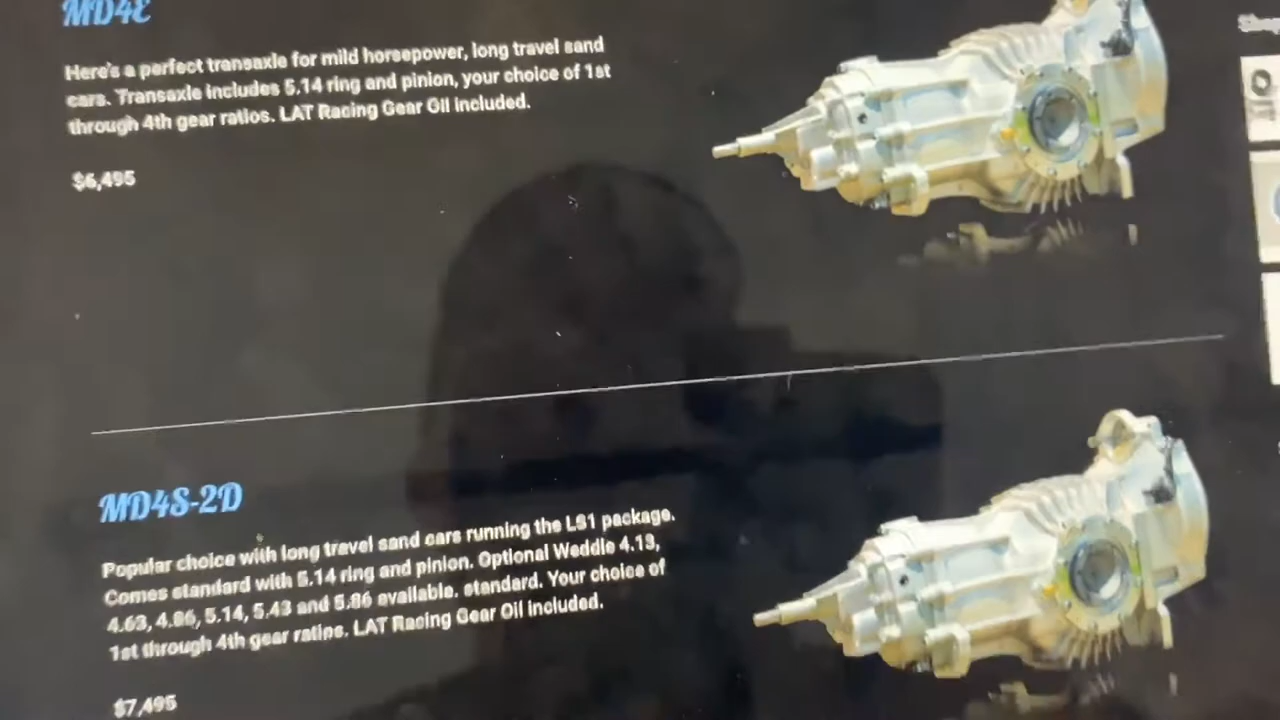 MD4E
Here's a perfect transaxle for mild horsepower, long travel sand
cars. Transaxle includes 5.14 ring and pinion, your choice of 1st
through 4th gear ratios. LAT Racing Gear Oil included.
$6,495
MD4S-2D
Popular choice with long travel sand cars running the LS1 package.
Comes standard with 5.14 ring and pinion. Optional Weddle 4.13,
4.63, 4.86, 5.14, 5.43 and 5.86 available. standard. Your choice of
1st through 4th gear ratios. LAT Racing Gear Oil included.
$7,495